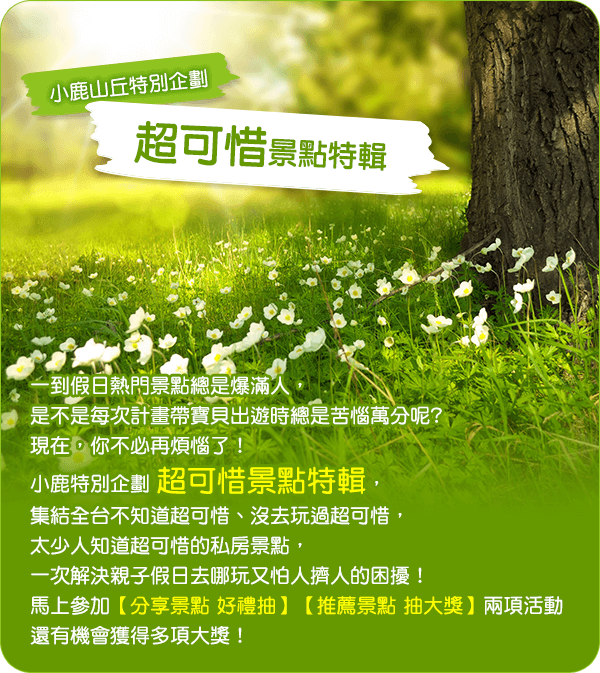 小鹿山丘特別企劃
超可惜景點特輯
一到假日熱門景點總是爆滿人，
是不是每次計畫帶寶貝出遊時總是苦惱萬分呢?
現在，你不必再煩惱了！
小鹿特別企劃 超可惜景點特輯，
集結全台不知道超可惜、沒去玩過超可惜，
太少人知道超可惜的私房景點，
一次解決親子假日去哪玩又怕人擠人的困擾！
馬上參加【分享景點 好禮抽】【推薦景點 抽大獎】兩項活動
還有機會獲得多項大獎！